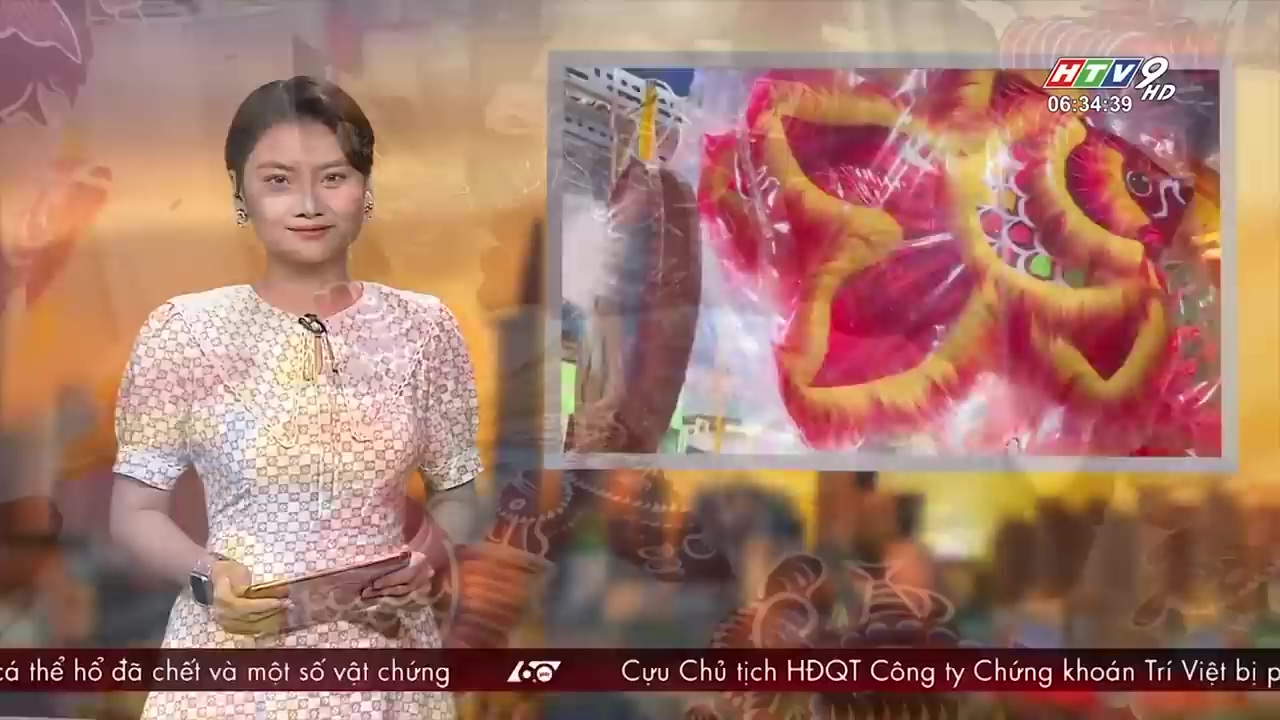 HTV9
HD
06:34:39
cá thể hổ đã chết và một số vật chứng 60 Cựu Chủ tịch HĐQT Công ty Chứng khoán Trí Việt bị p